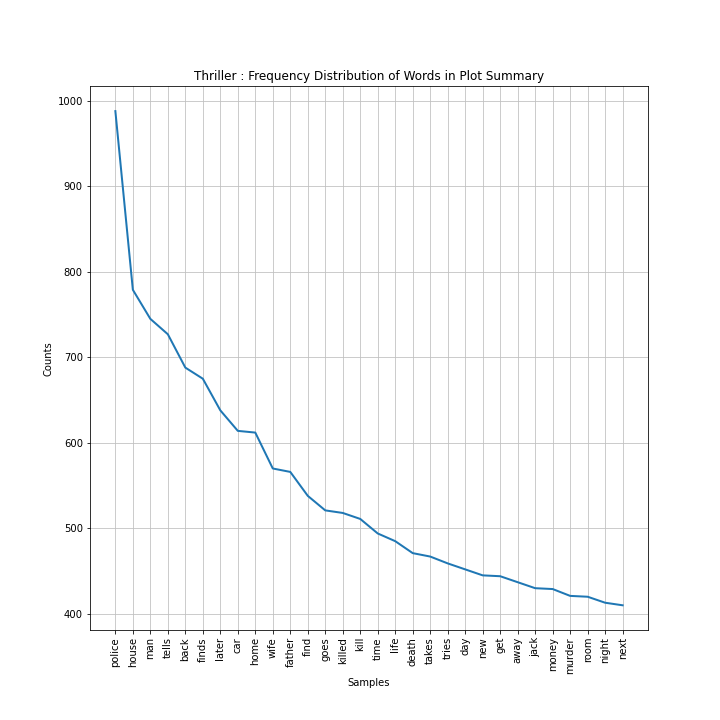 Thriller : Frequency Distribution of Words in Plot Summary
1000
900
800
700
600
500
400
Counts
police
house
man
tells
back
finds
later
car
home
wife
father
find
goes
killed
kill
time
life
death
takes
tries
day
new
get
away
jack
money
murder
room
night
next
Samples